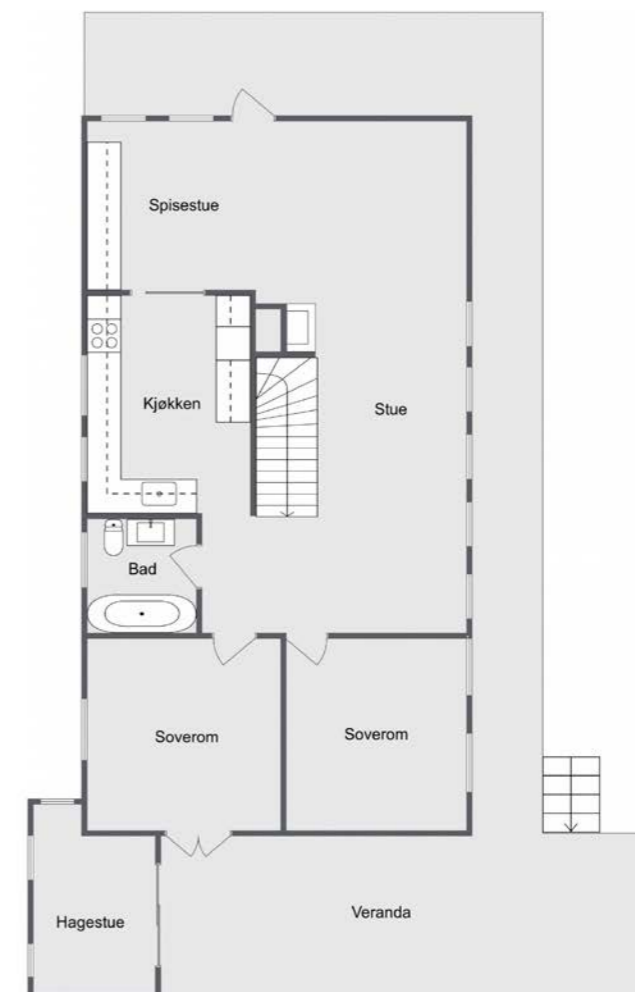 Spisestue
Kjøkken
Stue
Bad
Soverom
Soverom
Hagestue
Veranda